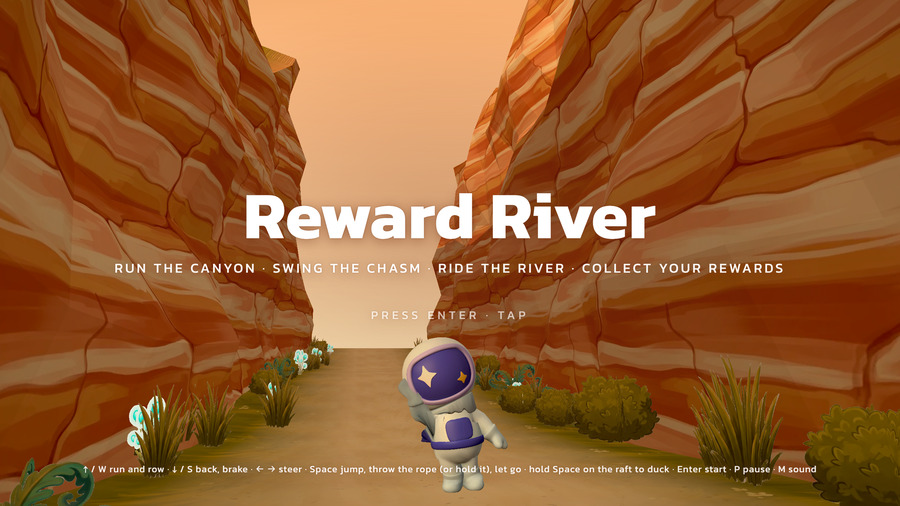 Reward River
RUN THE CANYON · SWING THE CHASM · RIDE THE RIVER · COLLECT YOUR REWARDS
PRESS ENTER · TAP
↑ / W run and row · ↓ / S back, brake · ← → steer · Space jump, throw the rope (or hold it), let go · hold Space on the raft to duck · Enter start · P pause · M sound